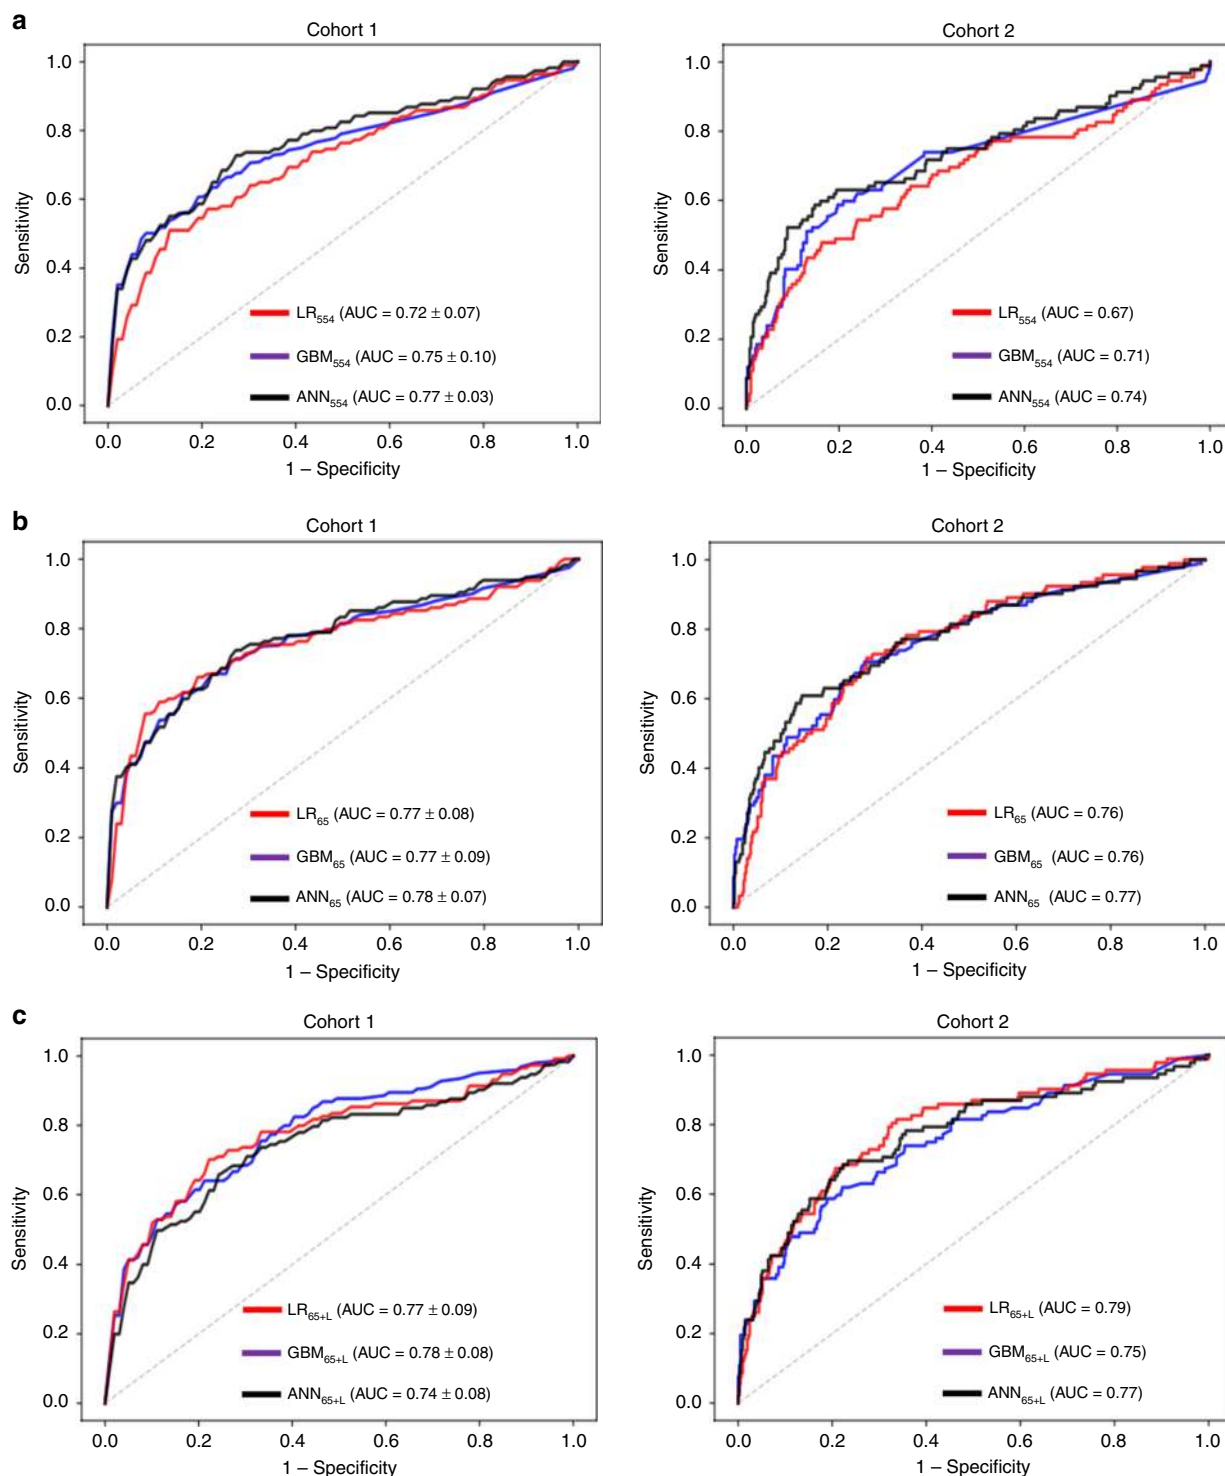 a
Cohort 1
Cohort 2
Sensitivity
1.0
0.8
0.6
0.4
0.2
0.0
LR554 (AUC = 0.72 ± 0.07)
GBM554 (AUC = 0.75 ± 0.10)
ANN554 (AUC = 0.77 ± 0.03)
0.0 0.2 0.4 0.6 0.8 1.0
1 – Specificity
Sensitivity
1.0
0.8
0.6
0.4
0.2
0.0
LR554 (AUC = 0.67)
GBM554 (AUC = 0.71)
ANN554 (AUC = 0.74)
0.0 0.2 0.4 0.6 0.8 1.0
1 – Specificity
b
Cohort 1
Cohort 2
Sensitivity
1.0
0.8
0.6
0.4
0.2
0.0
LR65 (AUC = 0.77 ± 0.08)
GBM65 (AUC = 0.77 ± 0.09)
ANN65 (AUC = 0.78 ± 0.07)
0.0 0.2 0.4 0.6 0.8 1.0
1 – Specificity
Sensitivity
1.0
0.8
0.6
0.4
0.2
0.0
LR65 (AUC = 0.76)
GBM65 (AUC = 0.76)
ANN65 (AUC = 0.77)
0.0 0.2 0.4 0.6 0.8 1.0
1 – Specificity
c
Cohort 1
Cohort 2
Sensitivity
1.0
0.8
0.6
0.4
0.2
0.0
LR65+L (AUC = 0.77 ± 0.09)
GBM65+L (AUC = 0.78 ± 0.08)
ANN65+L (AUC = 0.74 ± 0.08)
0.0 0.2 0.4 0.6 0.8 1.0
1 – Specificity
Sensitivity
1.0
0.8
0.6
0.4
0.2
0.0
LR65+L (AUC = 0.79)
GBM65+L (AUC = 0.75)
ANN65+L (AUC = 0.77)
0.0 0.2 0.4 0.6 0.8 1.0
1 – Specificity